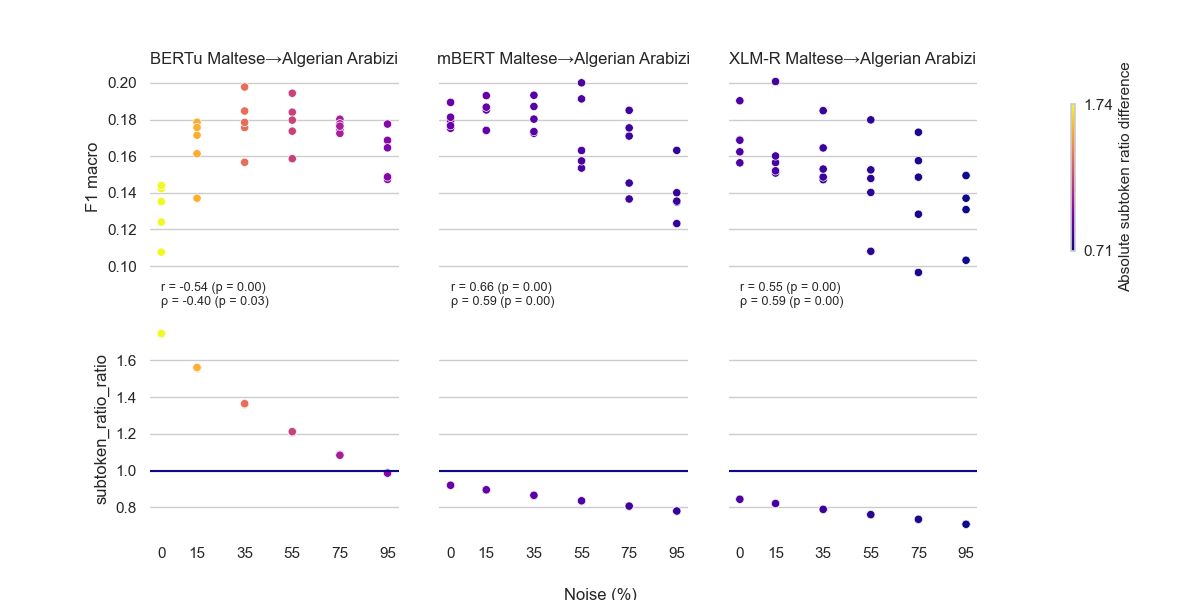 BERTu Maltese→Algerian Arabizi
mBERT Maltese→Algerian Arabizi
XLM-R Maltese→Algerian Arabizi
0.20
0.18
0.16
0.14
0.12
0.10
F1 macro
r = -0.54 (p = 0.00)
ρ = -0.40 (p = 0.03)
r = 0.66 (p = 0.00)
ρ = 0.59 (p = 0.00)
r = 0.55 (p = 0.00)
ρ = 0.59 (p = 0.00)
1.74
0.71
Absolute subtoken ratio difference
1.6
1.4
1.2
1.0
0.8
subtoken_ratio_ratio
0 15 35 55 75 95
0 15 35 55 75 95
0 15 35 55 75 95
Noise (%)